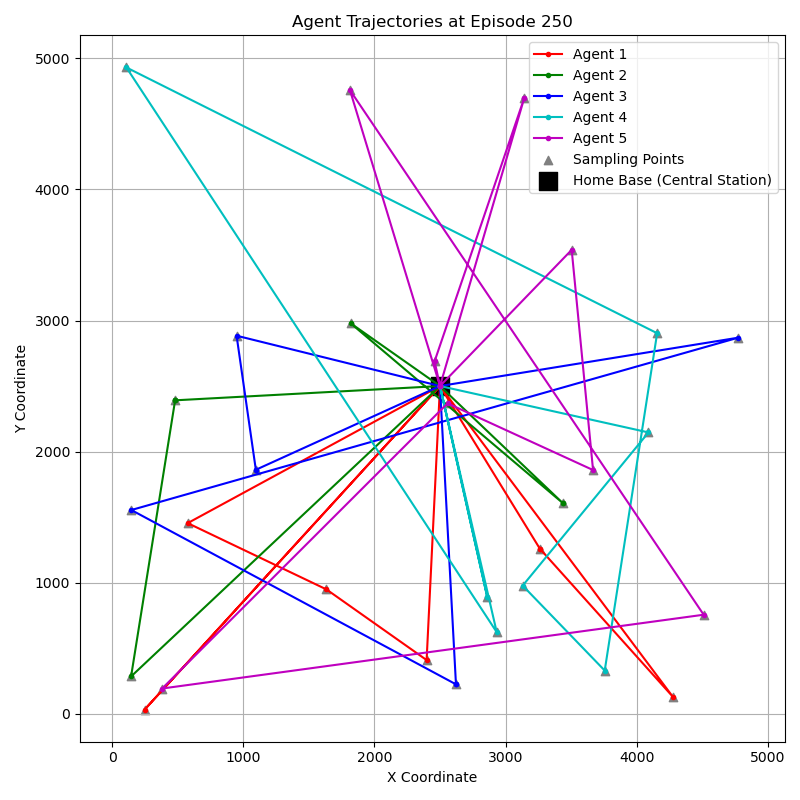 Agent Trajectories at Episode 250
Agent 1
Agent 2
Agent 3
Agent 4
Agent 5
Sampling Points
Home Base (Central Station)
5000
4000
3000
2000
1000
0
Y Coordinate
0 1000 2000 3000 4000 5000
X Coordinate